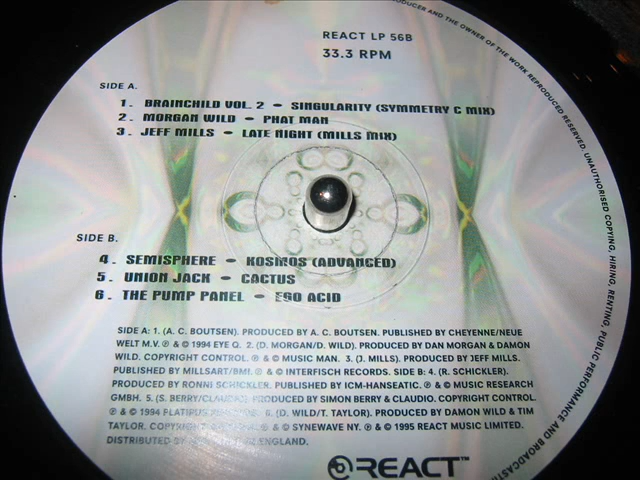 REACT LP 56B
33.3 RPM
SIDE A.
1. BRAINCHILD VOL. 2 - SINGULARITY (SYMMETRY C MIX)
2. MORGAN WILD - PHAT MAN
3. JEFF MILLS - LATE NIGHT (MILLS MIX)
SIDE B.
4. SEMISPHERE - KOSMOS (ADVANCED)
5. UNION JACK - CACTUS
6. THE PUMP PANEL - EGO ACID
SIDE A: 1. (A. C. BOUTSEN). PRODUCED BY A. C. BOUTSEN. PUBLISHED BY CHEYENNE/NEUE
WELT M.V. ℗ & © 1994 EYE Q. 2. (D. MORGAN/D. WILD). PRODUCED BY DAN MORGAN & DAMON
WILD. COPYRIGHT CONTROL. ℗ & © MUSIC MAN. 3. (J. MILLS). PRODUCED BY JEFF MILLS.
PUBLISHED BY MILLSART/BMI. ℗ & © INTERFISCH RECORDS. SIDE B: 4. (R. SCHICKLER).
PRODUCED BY RONNI SCHICKLER. PUBLISHED BY ICM-HANSEATIC. ℗ & © MUSIC RESEARCH
GMBH. 5. (S. BERRY/CLAUDIO). PRODUCED BY SIMON BERRY & CLAUDIO. COPYRIGHT CONTROL.
℗ & © 1994 PLATIPUS RECORDS. 6. (D. WILD/T. TAYLOR). PRODUCED BY DAMON WILD & TIM
TAYLOR. COPYRIGHT & © SYNEWAVE NY. ℗ & © 1995 REACT MUSIC LIMITED.
DISTRIBUTED BY ENGLAND.
REACT™
PRODUCER AND THE OWNER OF THE WORK REPRODUCED RESERVED. UNAUTHORISED COPYING, HIRING, RENTING, PUBLIC PERFORMANCE AND BROADCASTING